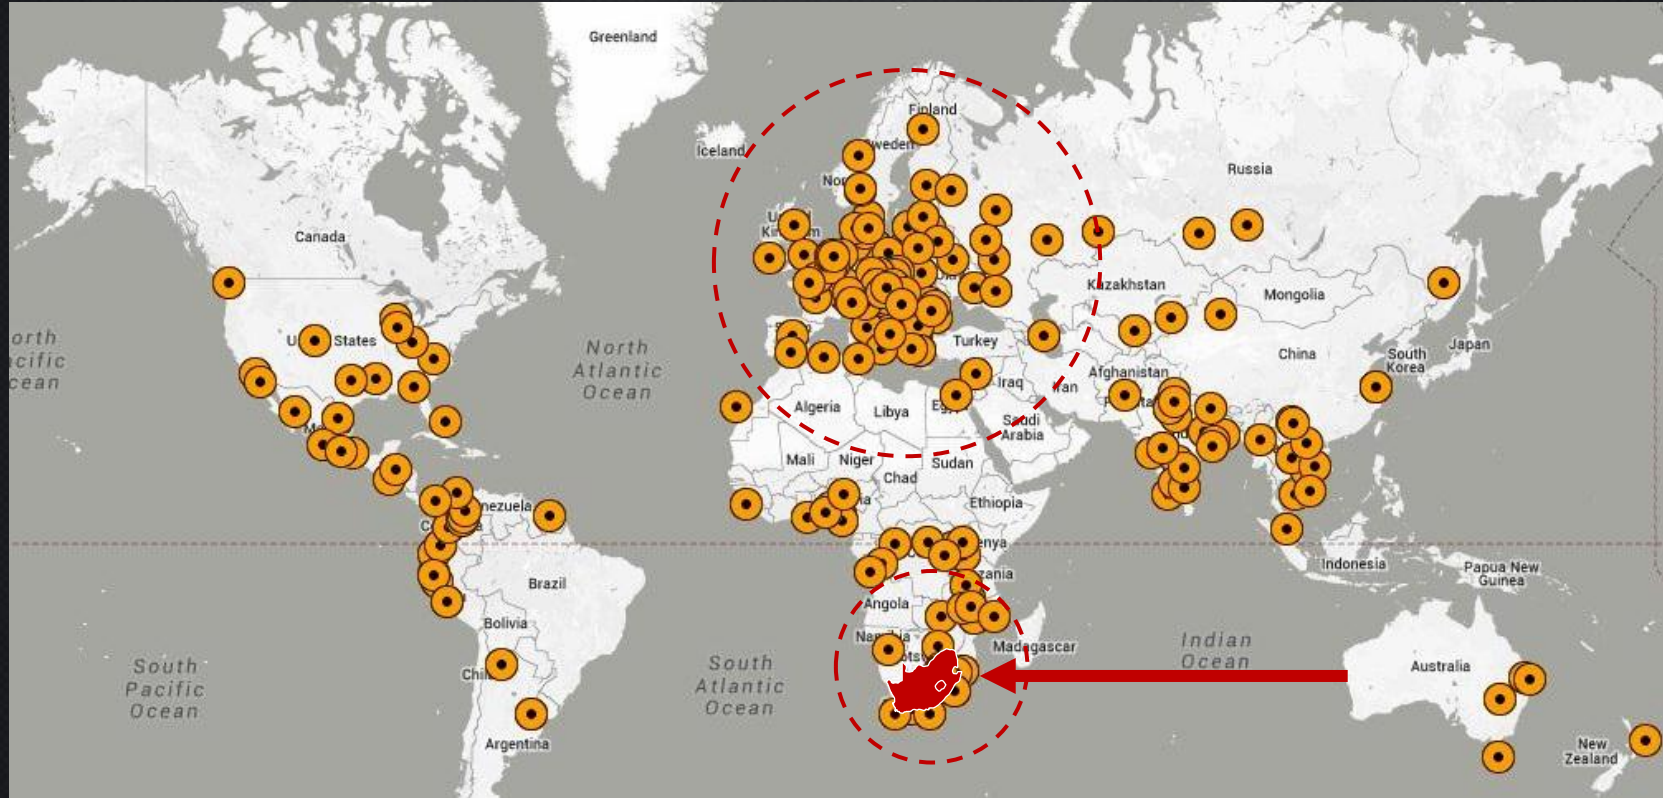 Greenland
Finland
Iceland
Russia
Canada
Kazakhstan
Mongolia
States
North
Atlantic
Ocean
Turkey
China
South
Korea
Japan
Afghanistan
Iraq
Iran
Algeria
Libya
Saudi
Arabia
Mali
Niger
Chad
Sudan
Ethiopia
Indonesia
Papua New
Guinea
Brazil
Angola
Bolivia
Madagascar
Indian
Ocean
South
Pacific
Ocean
South
Atlantic
Ocean
Australia
Argentina
New
Zealand